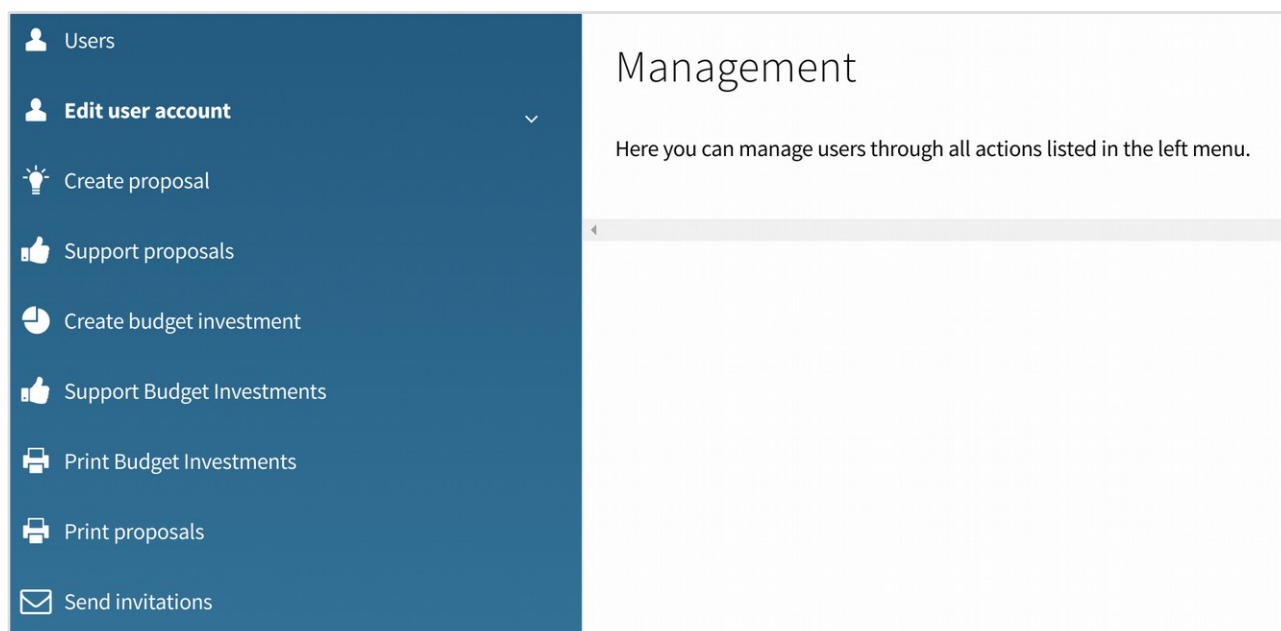 Users
Edit user account
Create proposal
Support proposals
Create budget investment
Support Budget Investments
Print Budget Investments
Print proposals
Send invitations
Management
Here you can manage users through all actions listed in the left menu.